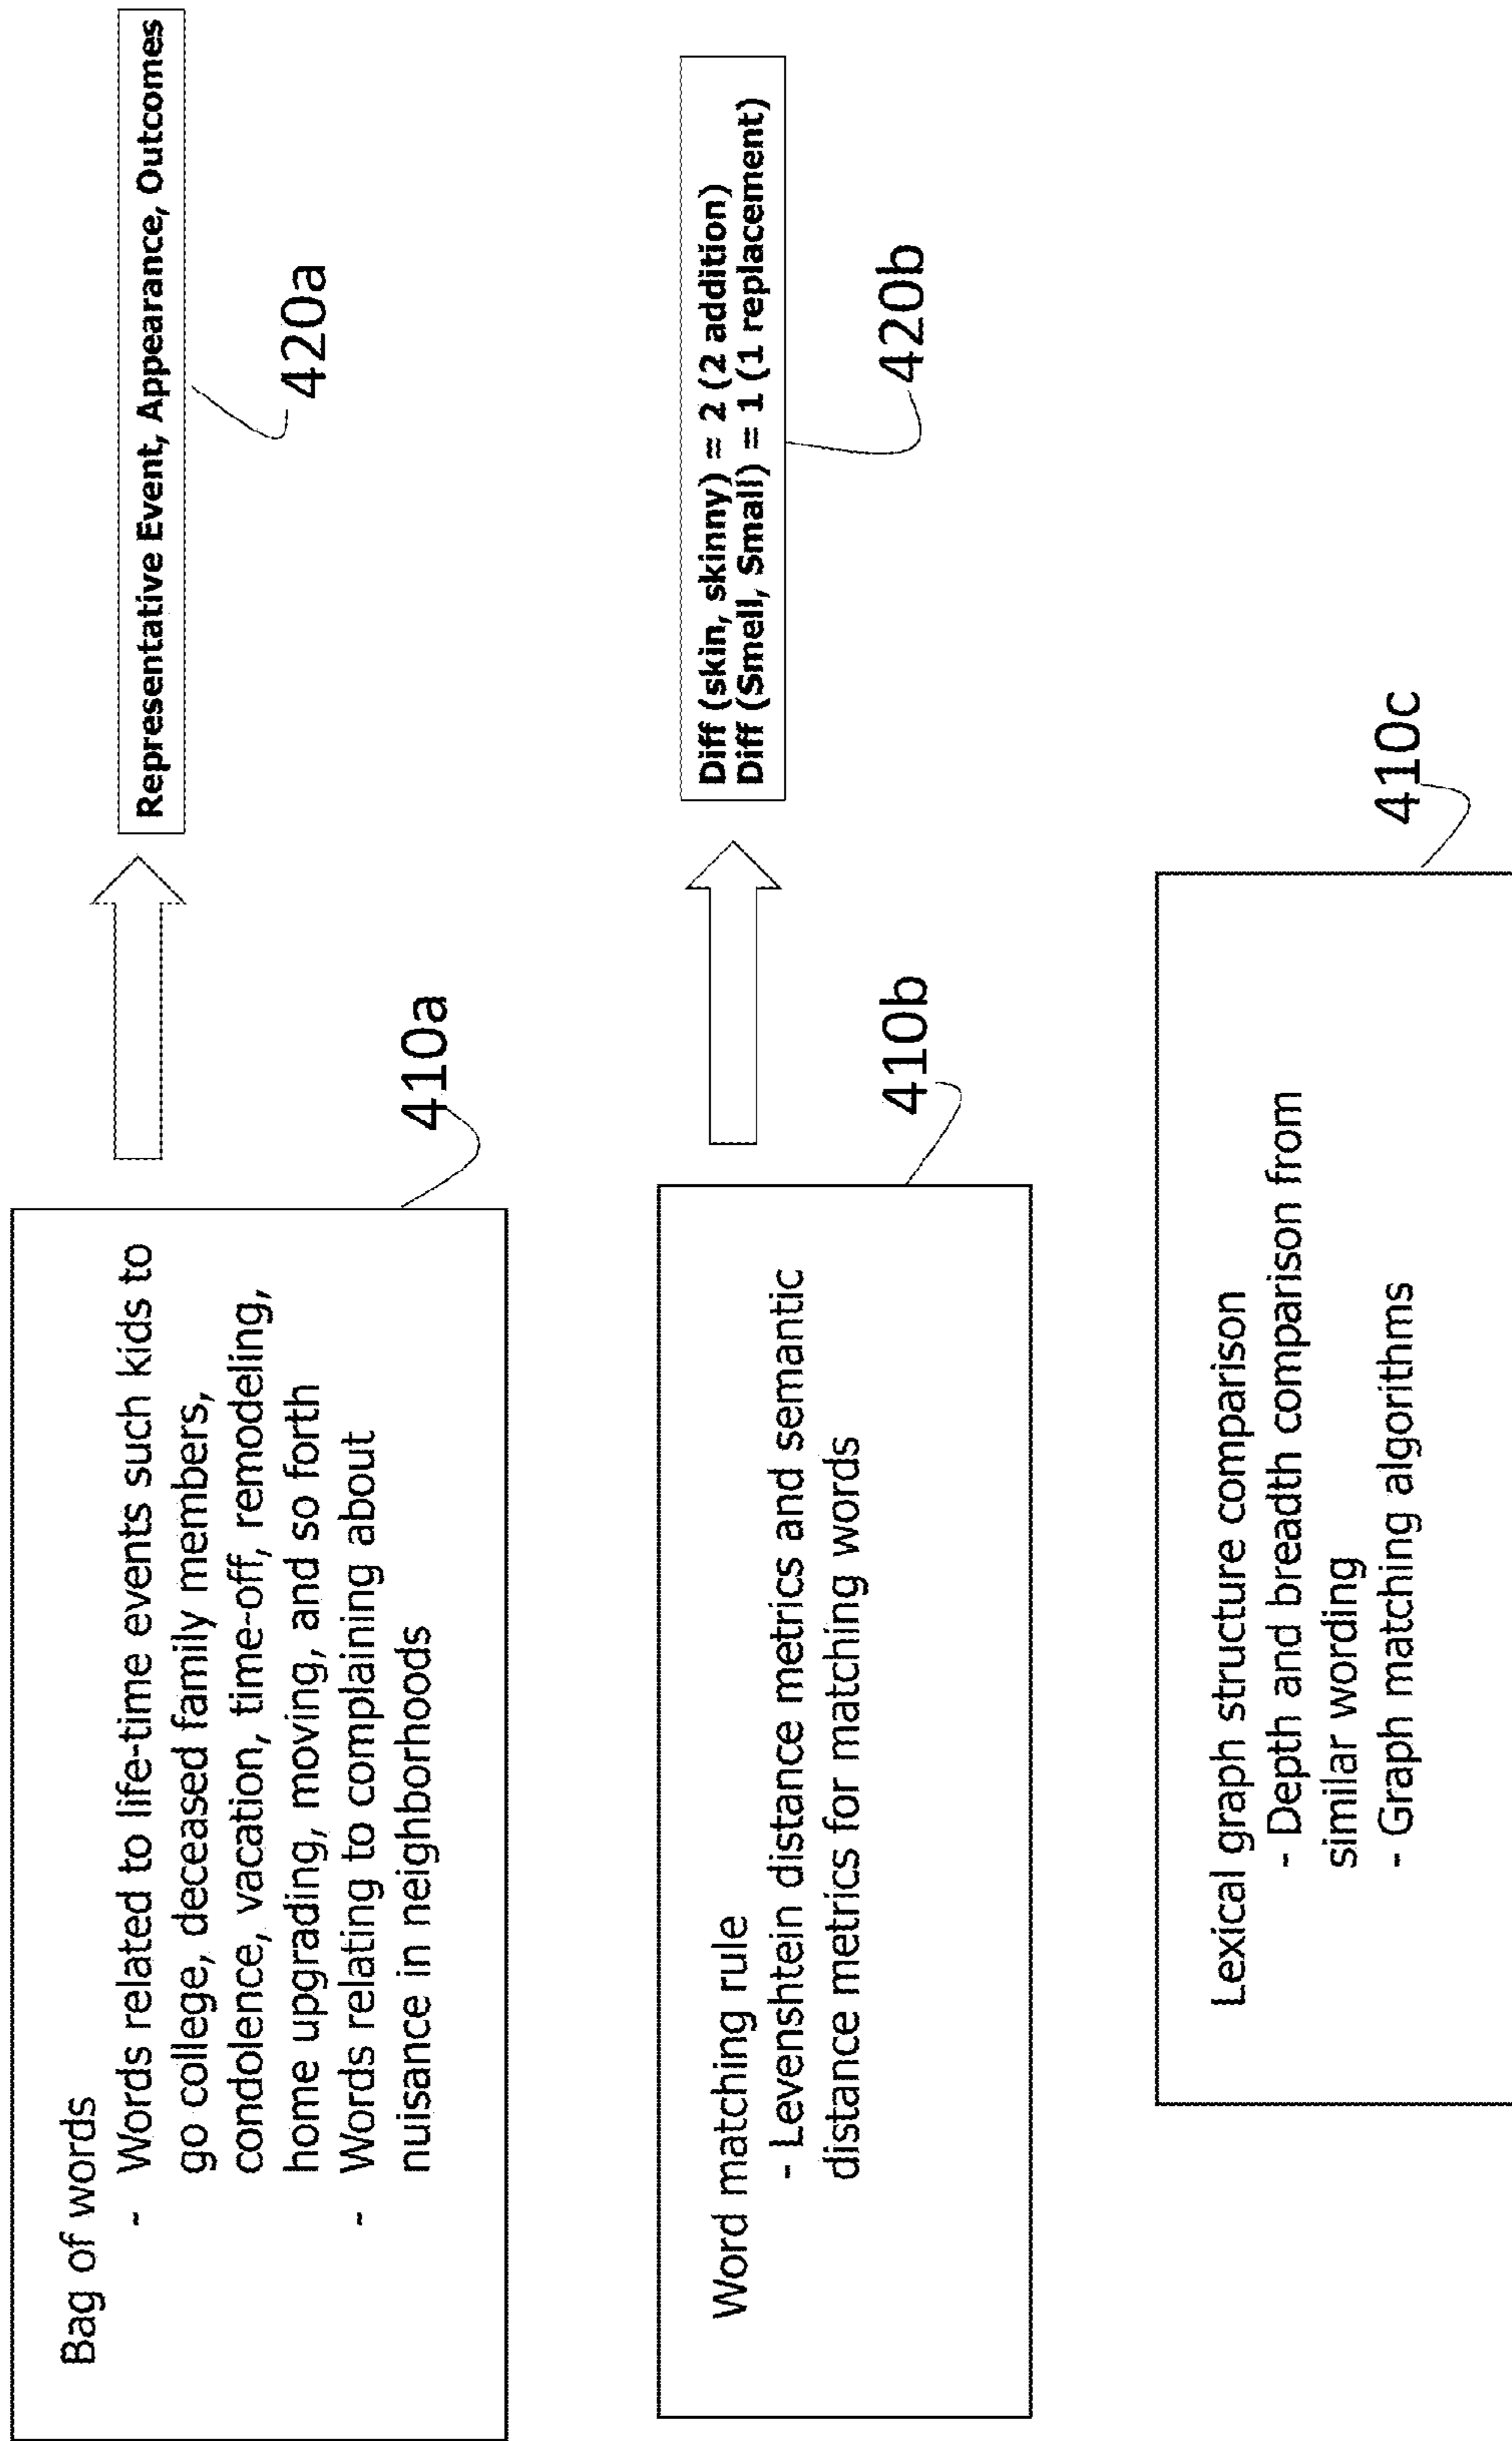 Bag of words
- Words related to life-time events such kids to
go college, deceased family members,
condolence, vacation, time-off, remodeling,
home upgrading, moving, and so forth
- Words relating to complaining about
nuisance in neighborhoods
410a
Representative Event, Appearance, Outcomes
420a
Word matching rule
- Levenshtein distance metrics and semantic
distance metrics for matching words
410b
Diff (skin, skinny) = 2 (2 addition)
Diff (Smell, Small) = 1 (1 replacement)
420b
Lexical graph structure comparison
- Depth and breadth comparison from
similar wording
- Graph matching algorithms
410c